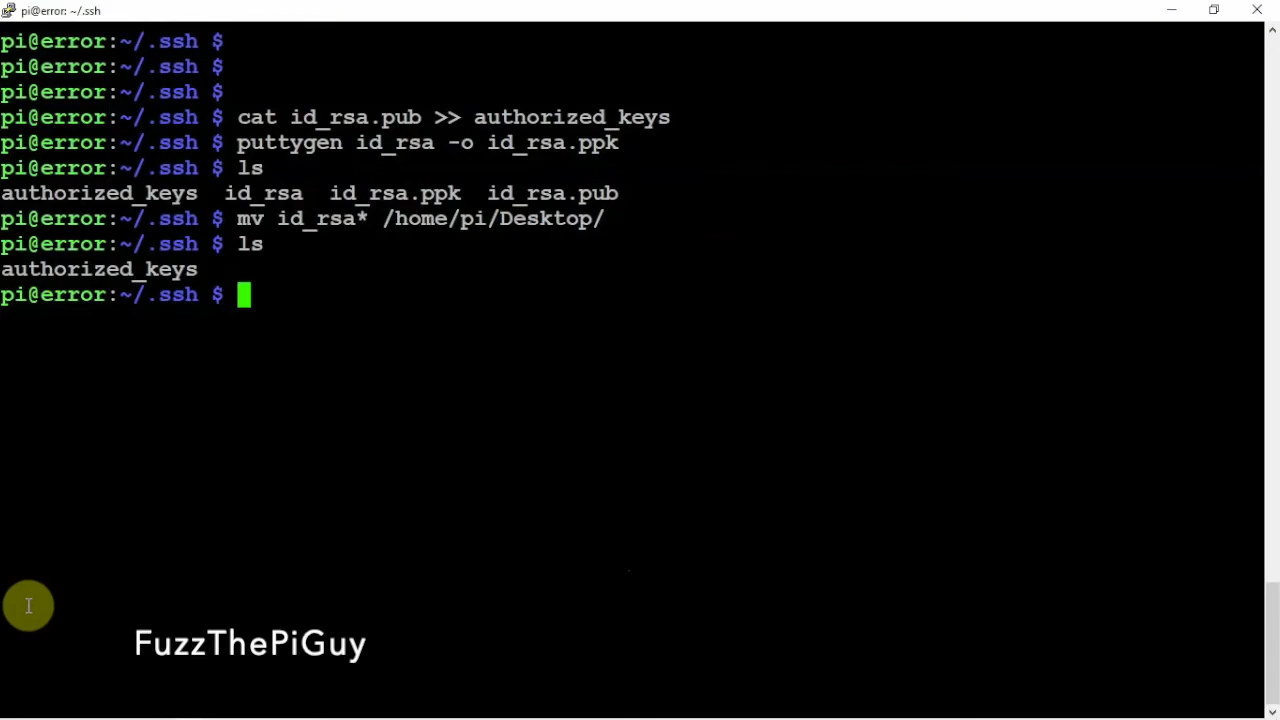 pi@error: ~/.ssh
pi@error:~/.ssh $
pi@error:~/.ssh $
pi@error:~/.ssh $
pi@error:~/.ssh $ cat id_rsa.pub >> authorized_keys
pi@error:~/.ssh $ puttygen id_rsa -o id_rsa.ppk
pi@error:~/.ssh $ ls
authorized_keys  id_rsa  id_rsa.ppk  id_rsa.pub
pi@error:~/.ssh $ mv id_rsa* /home/pi/Desktop/
pi@error:~/.ssh $ ls
authorized_keys
pi@error:~/.ssh $
FuzzThePiGuy